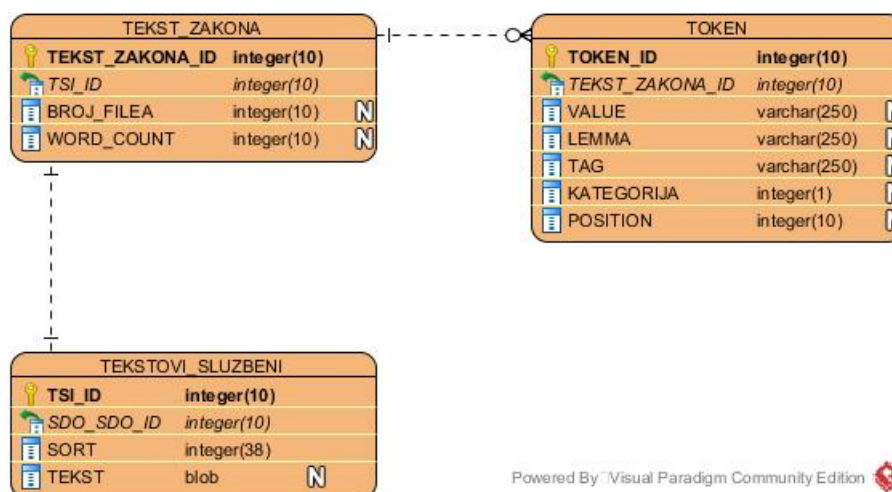 TEKST_ZAKONA
TEKST_ZAKONA_ID integer(10)
TSI_ID integer(10)
BROJ_FILEA integer(10) N
WORD_COUNT integer(10) N
TOKEN
TOKEN_ID integer(10)
TEKST_ZAKONA_ID integer(10)
VALUE varchar(250)
LEMMA varchar(250)
TAG varchar(250)
KATEGORIJA integer(1)
POSITION integer(10)
TEKSTOVI_SLUZBENI
TSI_ID integer(10)
SDO_SDO_ID integer(10)
SORT integer(38)
TEKST blob N
Powered By Visual Paradigm Community Edition